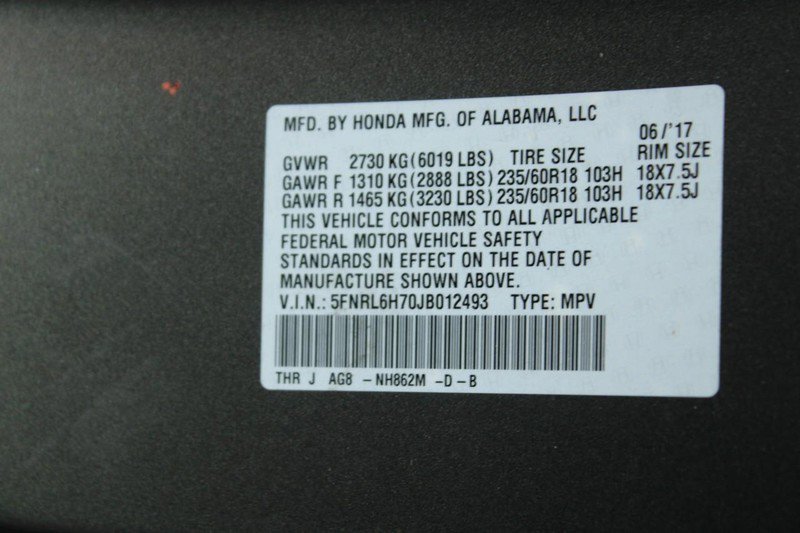 MFD. BY HONDA MFG. OF ALABAMA, LLC
06/'17
GVWR 2730 KG(6019 LBS) TIRE SIZE RIM SIZE
GAWR F 1310 KG(2888 LBS) 235/60R18 103H 18X7.5J
GAWR R 1465 KG(3230 LBS) 235/60R18 103H 18X7.5J
THIS VEHICLE CONFORMS TO ALL APPLICABLE
FEDERAL MOTOR VEHICLE SAFETY
STANDARDS IN EFFECT ON THE DATE OF
MANUFACTURE SHOWN ABOVE.
V.I.N.: 5FNRL6H70JB012493 TYPE: MPV
THR J AG8 -NH862M -D-B